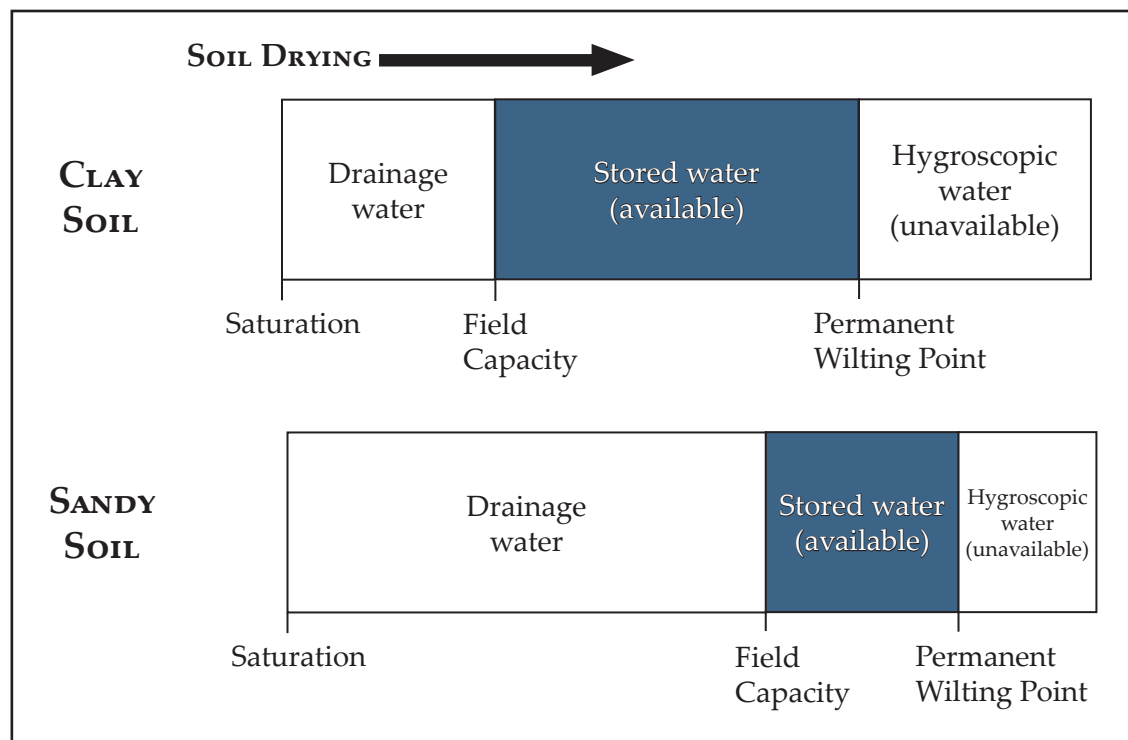 SOIL DRYING
CLAY
SOIL
Drainage
water
Stored water
(available)
Hygroscopic
water
(unavailable)
Saturation
Field
Capacity
Permanent
Wilting Point
SANDY
SOIL
Drainage
water
Stored water
(available)
Hygroscopic
water
(unavailable)
Saturation
Field
Capacity
Permanent
Wilting Point